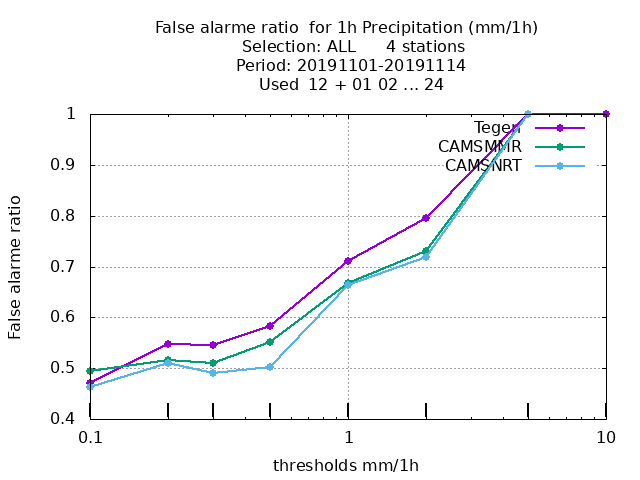 False alarme ratio  for 1h Precipitation (mm/1h)
Selection: ALL      4 stations
Period: 20191101-20191114
Used  12 + 01 02 ... 24
1
0.9
0.8
0.7
0.6
0.5
0.4
0.1
1
10
Tegen
CAMSMMR
CAMSNRT
False alarme ratio
thresholds mm/1h